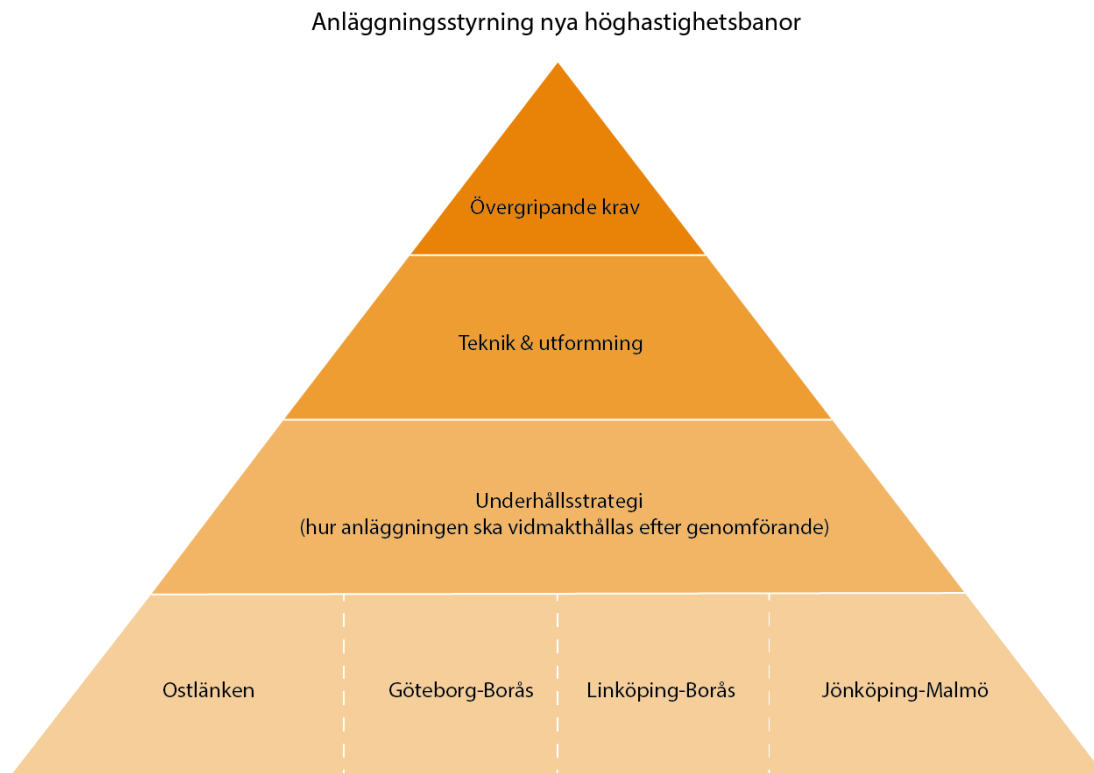 Anläggningsstyrning nya höghastighetsbanor
Övergripande krav
Teknik & utformning
Underhållsstrategi
(hur anläggningen ska vidmakthållas efter genomförande)
Ostlänken
Göteborg-Borås
Linköping-Borås
Jönköping-Malmö